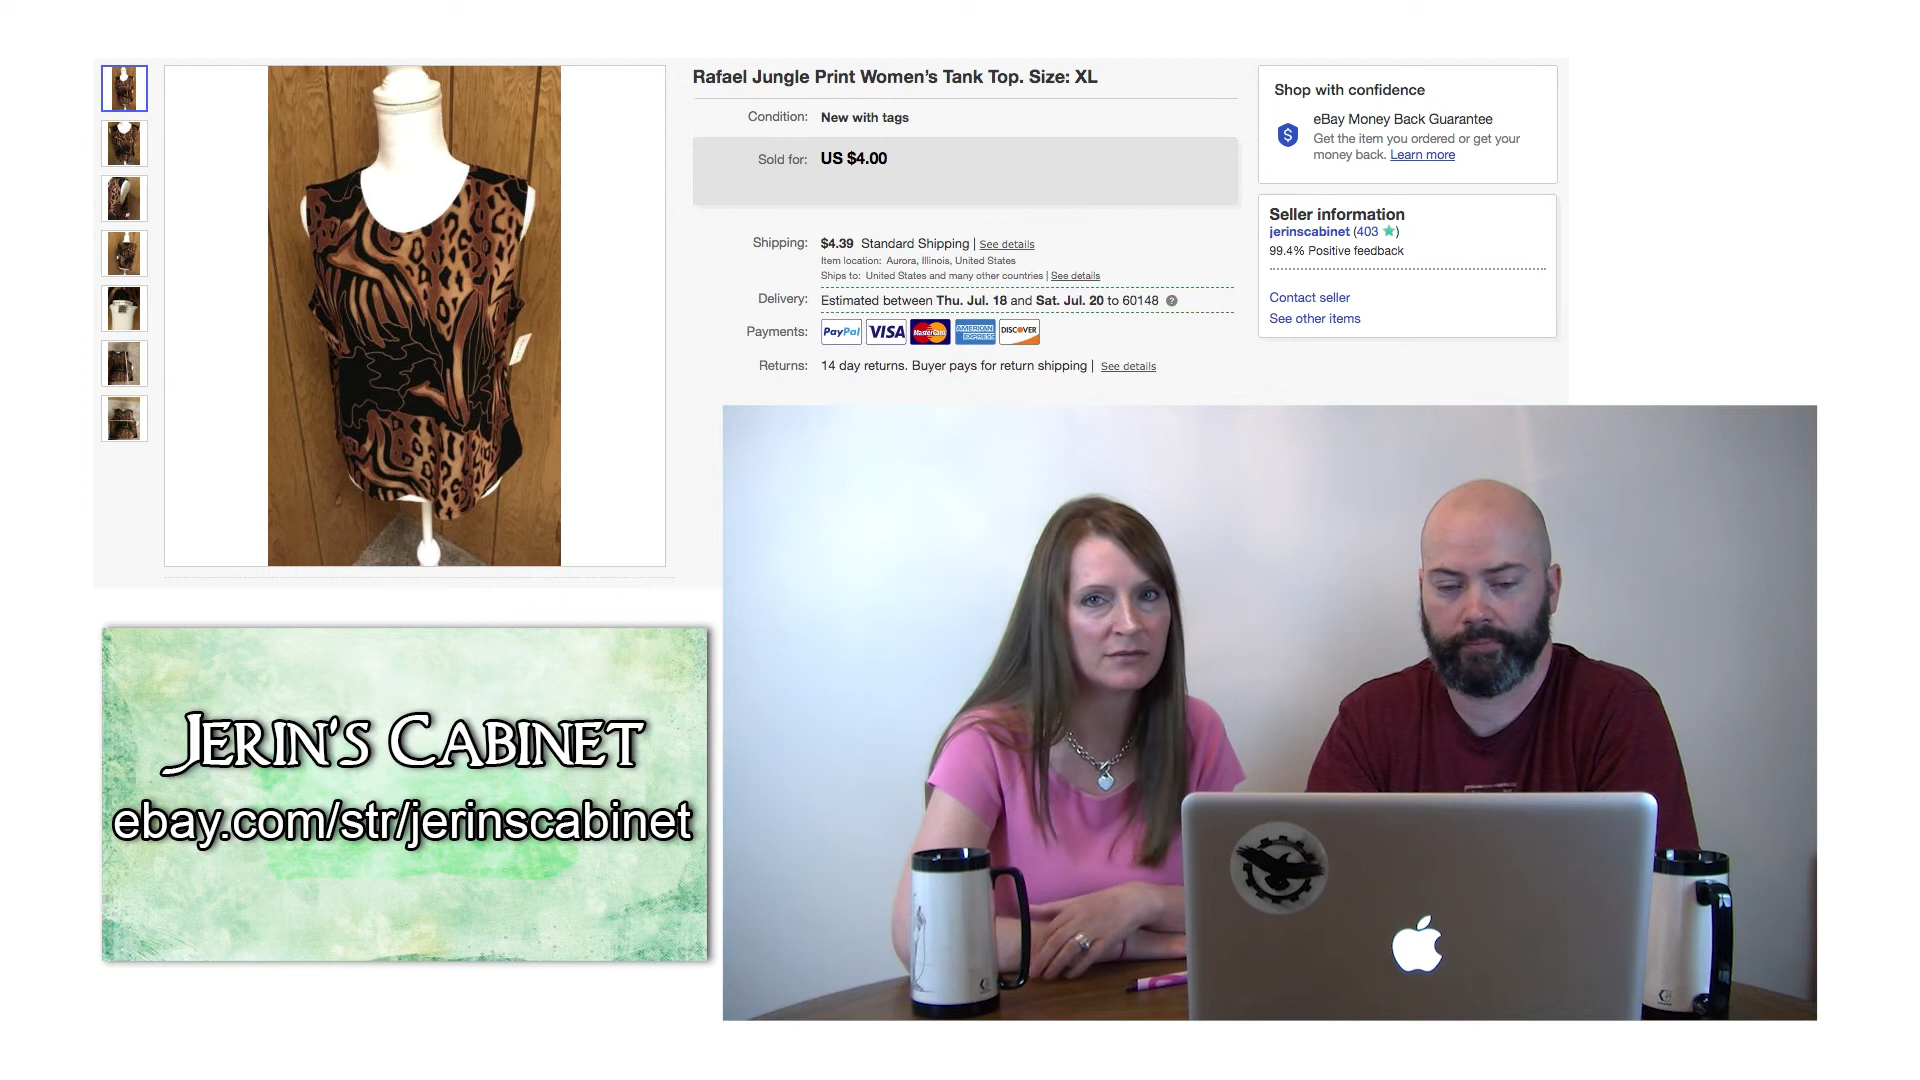 Rafael Jungle Print Women's Tank Top. Size: XL
Condition: New with tags
Sold for: US $4.00
Shipping: $4.39 Standard Shipping | See details
Item location: Aurora, Illinois, United States
Ships to: United States and many other countries | See details
Delivery: Estimated between Thu. Jul. 18 and Sat. Jul. 20 to 60148 ?
Payments: PayPal VISA MasterCard AMERICAN EXPRESS DISCOVER
Returns: 14 day returns. Buyer pays for return shipping | See details
Shop with confidence
eBay Money Back Guarantee
Get the item you ordered or get your
money back. Learn more
Seller information
jerinscabinet (403 ★)
99.4% Positive feedback
Contact seller
See other items
JERIN'S CABINET
ebay.com/str/jerinscabinet